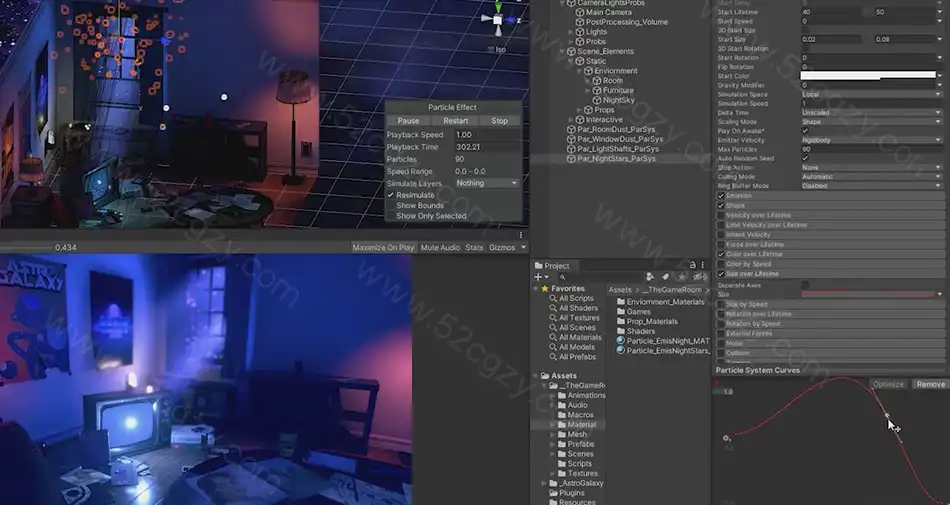 Iso
Particle Effect
Pause Restart Stop
Playback Speed 1.00
Playback Time 302.21
Particles 90
Speed Range 0.0 - 0.0
Simulate Layers Nothing
Resimulate
Show Bounds
Show Only Selected
0.434 Maximize On Play Mute Audio Stats Gizmos
ASTRO
GALAXY
CameraLightsProbs
Main Camera
PostProcessing_Volume
Lights
Probs
Scene_Elements
Static
Enviornment
Room
Furniture
NightSky
Props
Interactive
Par_RoomDust_ParSys
Par_WindowDust_ParSys
Par_LightShafts_ParSys
Par_NightStars_ParSys
Project
Favorites
All Scripts
All Shaders
All Textures
All Scenes
All Materials
All Models
All Prefabs
Assets
__TheGameR
Animations
Audio
Macros
Material
Mesh
Prefabs
Scenes
Scripts
Textures
_AstroGalaxy
Plugins
Resources
Assets __TheGameRoom
Enviorment_Materials
Games
Prop_Materials
Shaders
Particle_EmisNight_MAT
Particle_EmisNightStars_
Start Delay
Start Lifetime 40 50
Start Speed 0
3D Start Size
Start Size 0.02 0.08
3D Start Rotation
Start Rotation 0
Flip Rotation 0
Start Color
Gravity Modifier 0
Simulation Space Local
Simulation Speed 1
Delta Time Unscaled
Scaling Mode Shape
Play On Awake*
Emitter Velocity Rigidbody
Max Particles 90
Auto Random Seed
Stop Action None
Culling Mode Automatic
Ring Buffer Mode Disabled
Emission
Shape
Velocity over Lifetime
Limit Velocity over Lifetime
Inherit Velocity
Force over Lifetime
Color over Lifetime
Color by Speed
Size over Lifetime
Separate Axes
Size
Size by Speed
Rotation over Lifetime
Rotation by Speed
External Forces
Noise
Collision
Particle System Curves
Optimize Remove
1.0
www.52cgzy.com